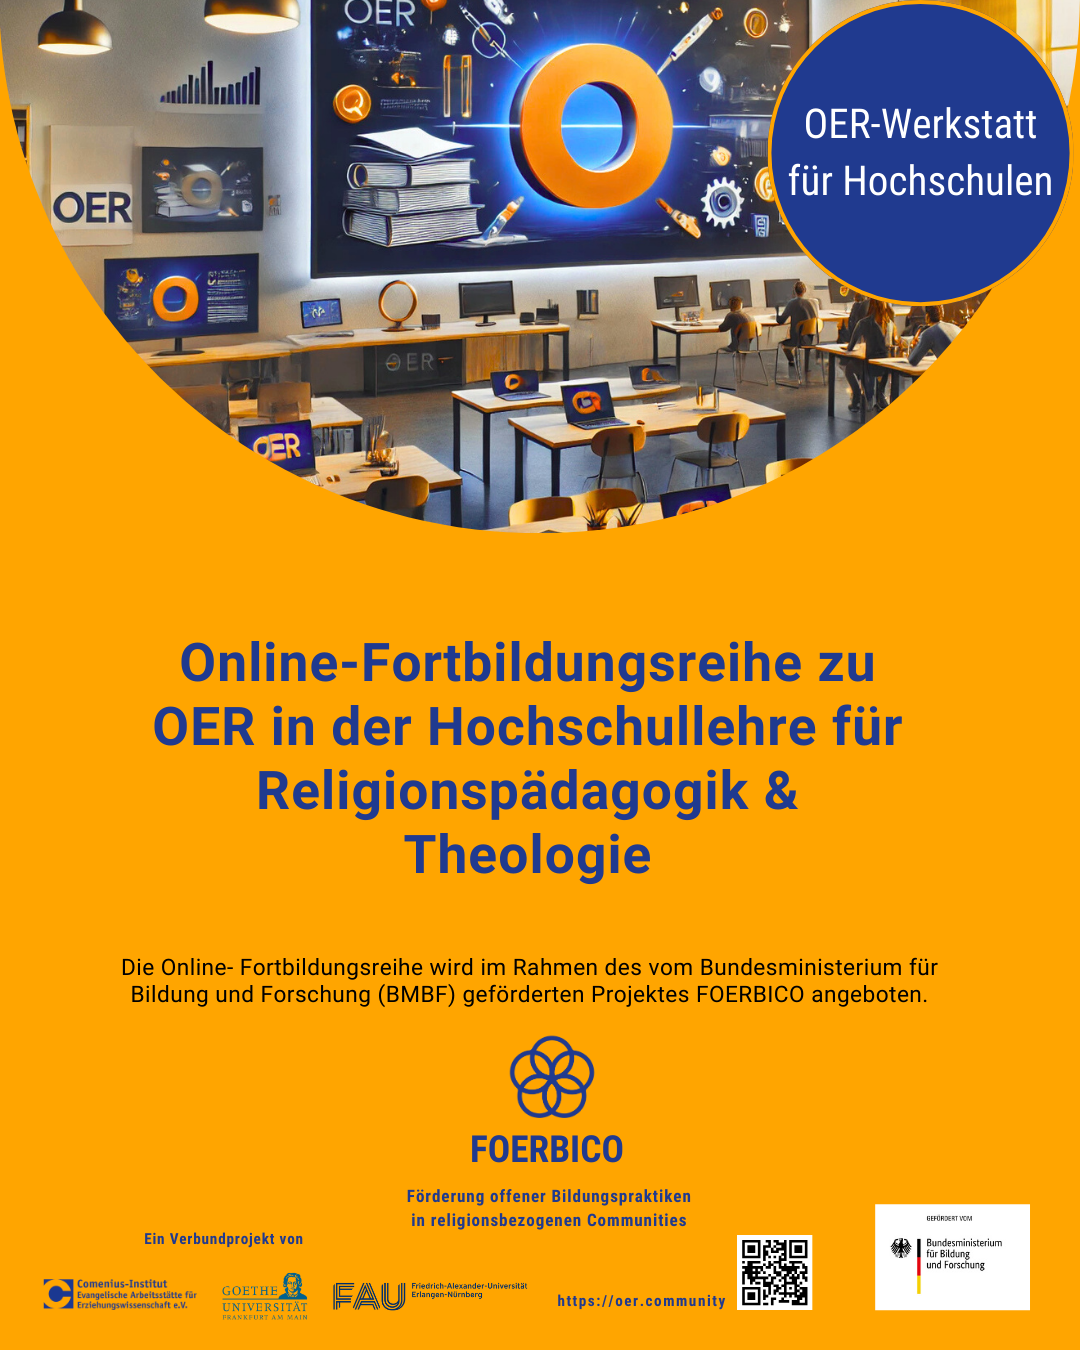 OER
OER-Werkstatt
für Hochschulen
OER
OER
OER
Online-Fortbildungsreihe zu
OER in der Hochschullehre für
Religionspädagogik &
Theologie
Die Online- Fortbildungsreihe wird im Rahmen des vom Bundesministerium für
Bildung und Forschung (BMBF) geförderten Projektes FOERBICO angeboten.
FOERBICO
Förderung offener Bildungspraktiken
in religionsbezogenen Communities
Ein Verbundprojekt von
Comenius-Institut
Evangelische Arbeitsstätte für
Erziehungswissenschaft e.V.
GOETHE
UNIVERSITÄT
FRANKFURT AM MAIN
FAU
Friedrich-Alexander-Universität
Erlangen-Nürnberg
https://oer.community
GEFÖRDERT VOM
Bundesministerium
für Bildung
und Forschung